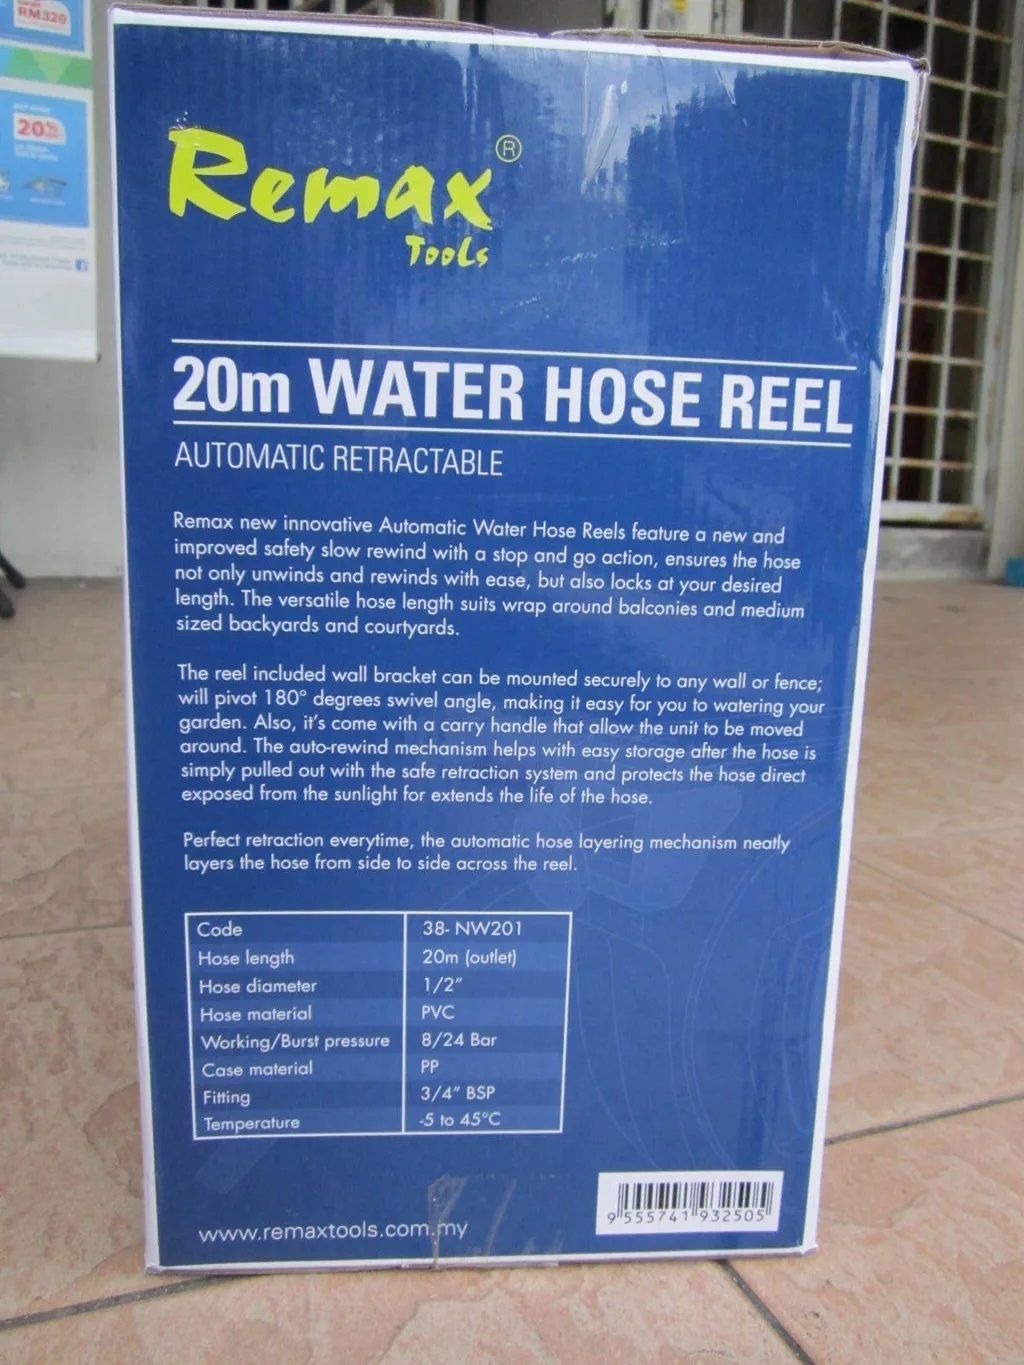 RM329
20%
Remax®
Tools
20m WATER HOSE REEL
AUTOMATIC RETRACTABLE
Remax new innovative Automatic Water Hose Reels feature a new and
improved safety slow rewind with a stop and go action, ensures the hose
not only unwinds and rewinds with ease, but also locks at your desired
length. The versatile hose length suits wrap around balconies and medium
sized backyards and courtyards.
The reel included wall bracket can be mounted securely to any wall or fence;
will pivot 180° degrees swivel angle, making it easy for you to watering your
garden. Also, it's come with a carry handle that allow the unit to be moved
around. The auto-rewind mechanism helps with easy storage after the hose is
simply pulled out with the safe retraction system and protects the hose direct
exposed from the sunlight for extends the life of the hose.
Perfect retraction everytime, the automatic hose layering mechanism neatly
layers the hose from side to side across the reel.
Code 38- NW201
Hose length 20m (outlet)
Hose diameter 1/2"
Hose material PVC
Working/Burst pressure 8/24 Bar
Case material PP
Fitting 3/4" BSP
Temperature -5 to 45°C
www.remaxtools.com.my
9 555741 932505